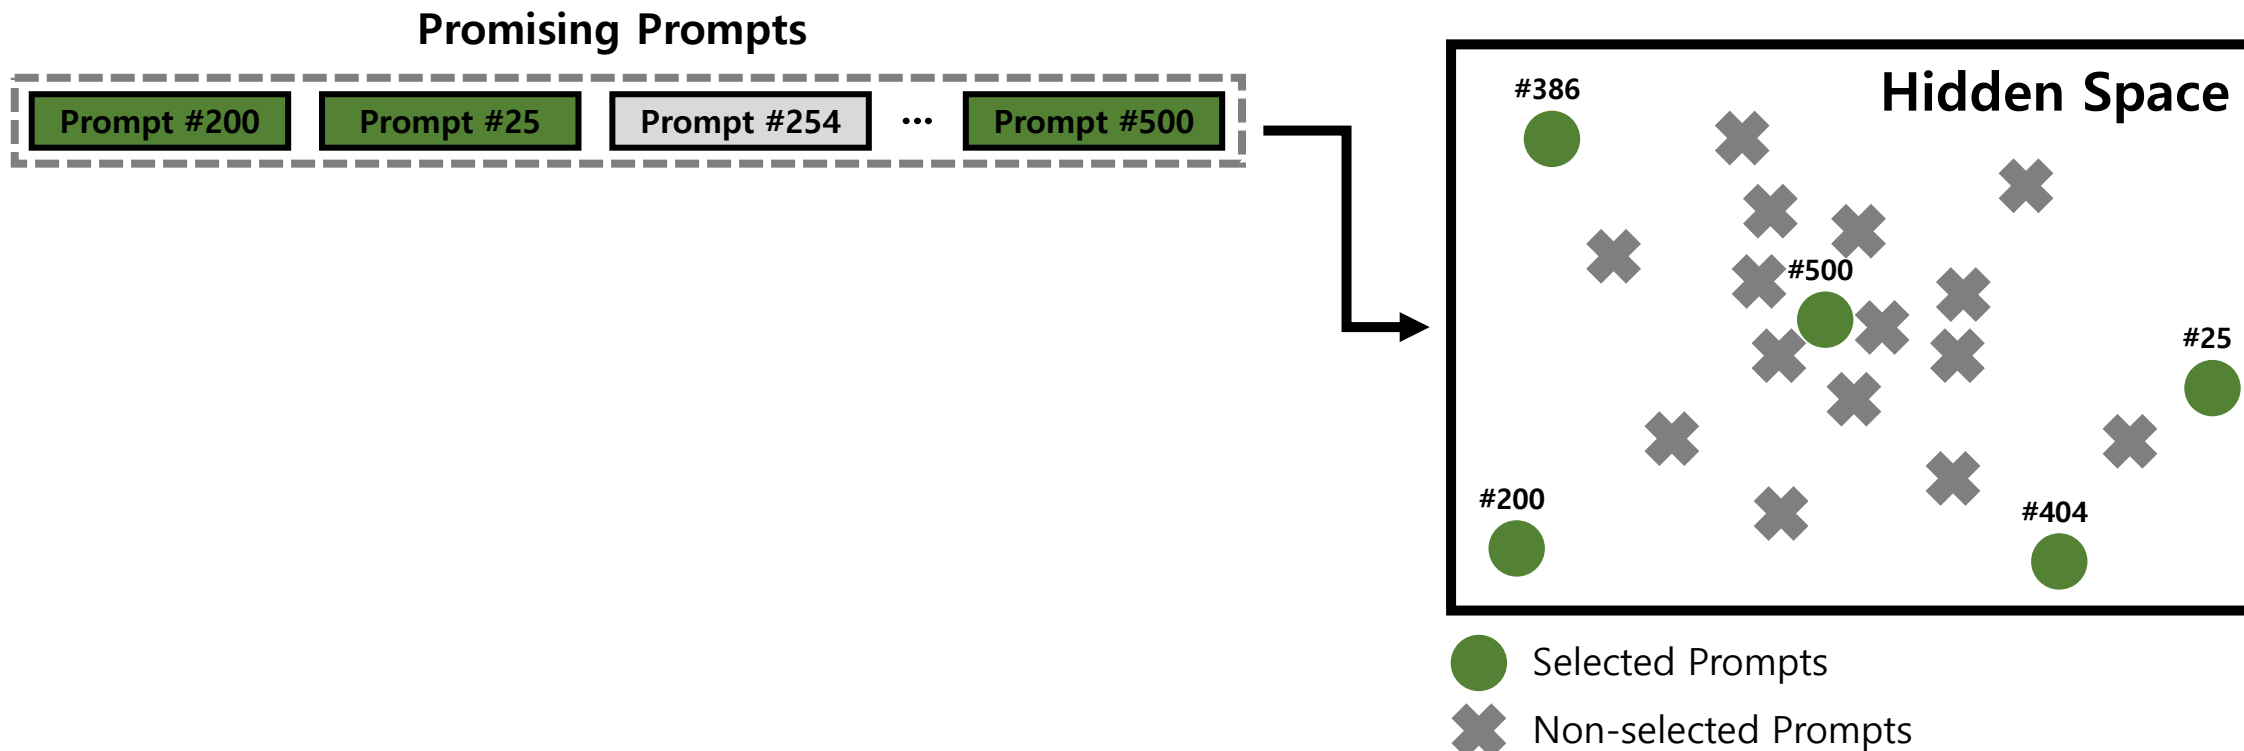 Promising Prompts
Prompt #200
Prompt #25
Prompt #254
...
Prompt #500
Hidden Space
#386
#500
#25
#200
#404
Selected Prompts
Non-selected Prompts